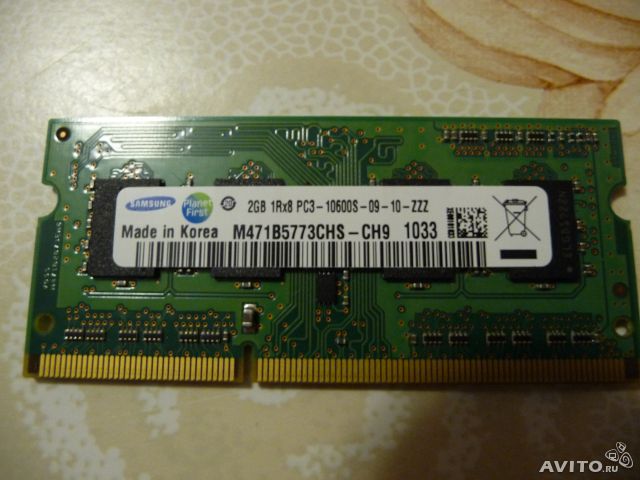 SAMSUNG Planet First 2GB 1Rx8 PC3-10600S-09-10-ZZZ
Made in Korea M471B5773CHS-CH9 1033
AVITO.ru